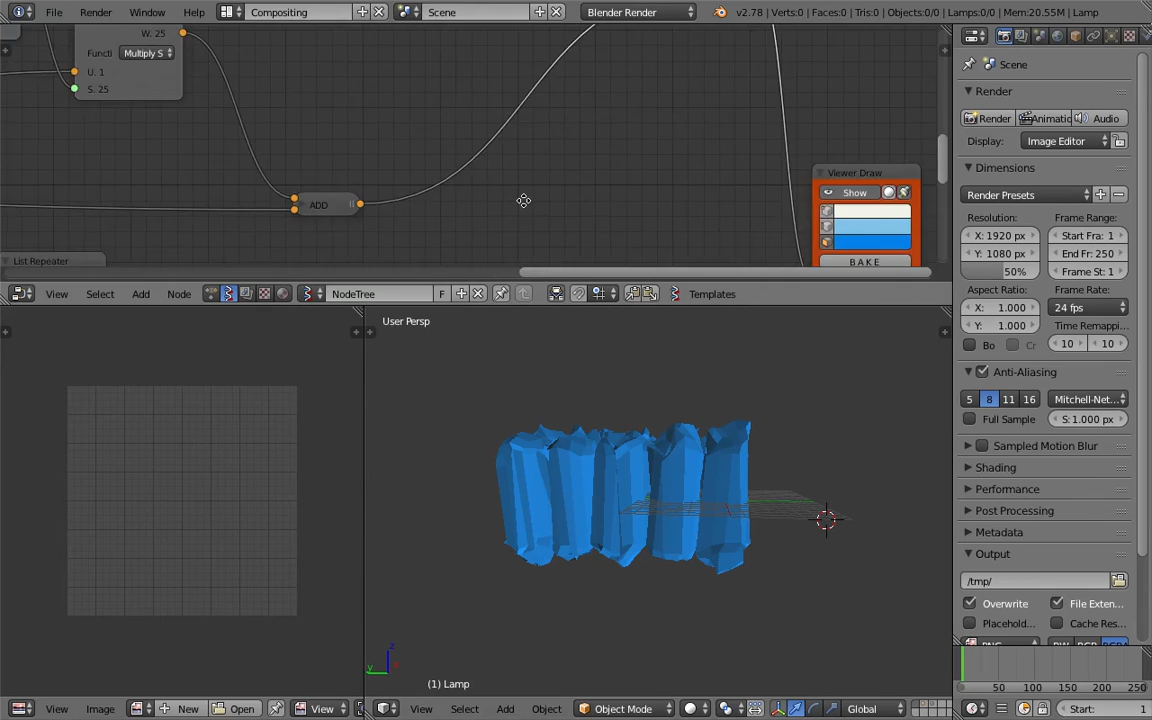 File Render Window Help Compositing Scene Blender Render v2.78 | Verts:0 | Faces:0 | Tris:0 | Objects:0/0 | Lamps:0/0 | Mem:20.55M | Lamp
W. 25
Functi Multiply S
U. 1
S. 25
ADD
List Repeater
Viewer Draw
Show
B A K E
View Select Add Node NodeTree F Templates
User Persp
(1) Lamp
View Image New Open View
View Select Add Object Object Mode Global
Scene
Render
Render Animatic Audio
Display: Image Editor
Dimensions
Render Presets
Resolution: Frame Range:
X: 1920 px Start Fra: 1
Y: 1080 px End Fr: 250
50% Frame St: 1
Aspect Ratio: Frame Rate:
X: 1.000 24 fps
Y: 1.000 Time Remappi...
Bo Cr 10 10
Anti-Aliasing
5 8 11 16 Mitchell-Net...
Full Sample S: 1.000 px
Sampled Motion Blur
Shading
Performance
Post Processing
Metadata
Output
/tmp/
Overwrite File Exten...
Placehold... Cache Res...
50 100 150 200 250
Start: 1